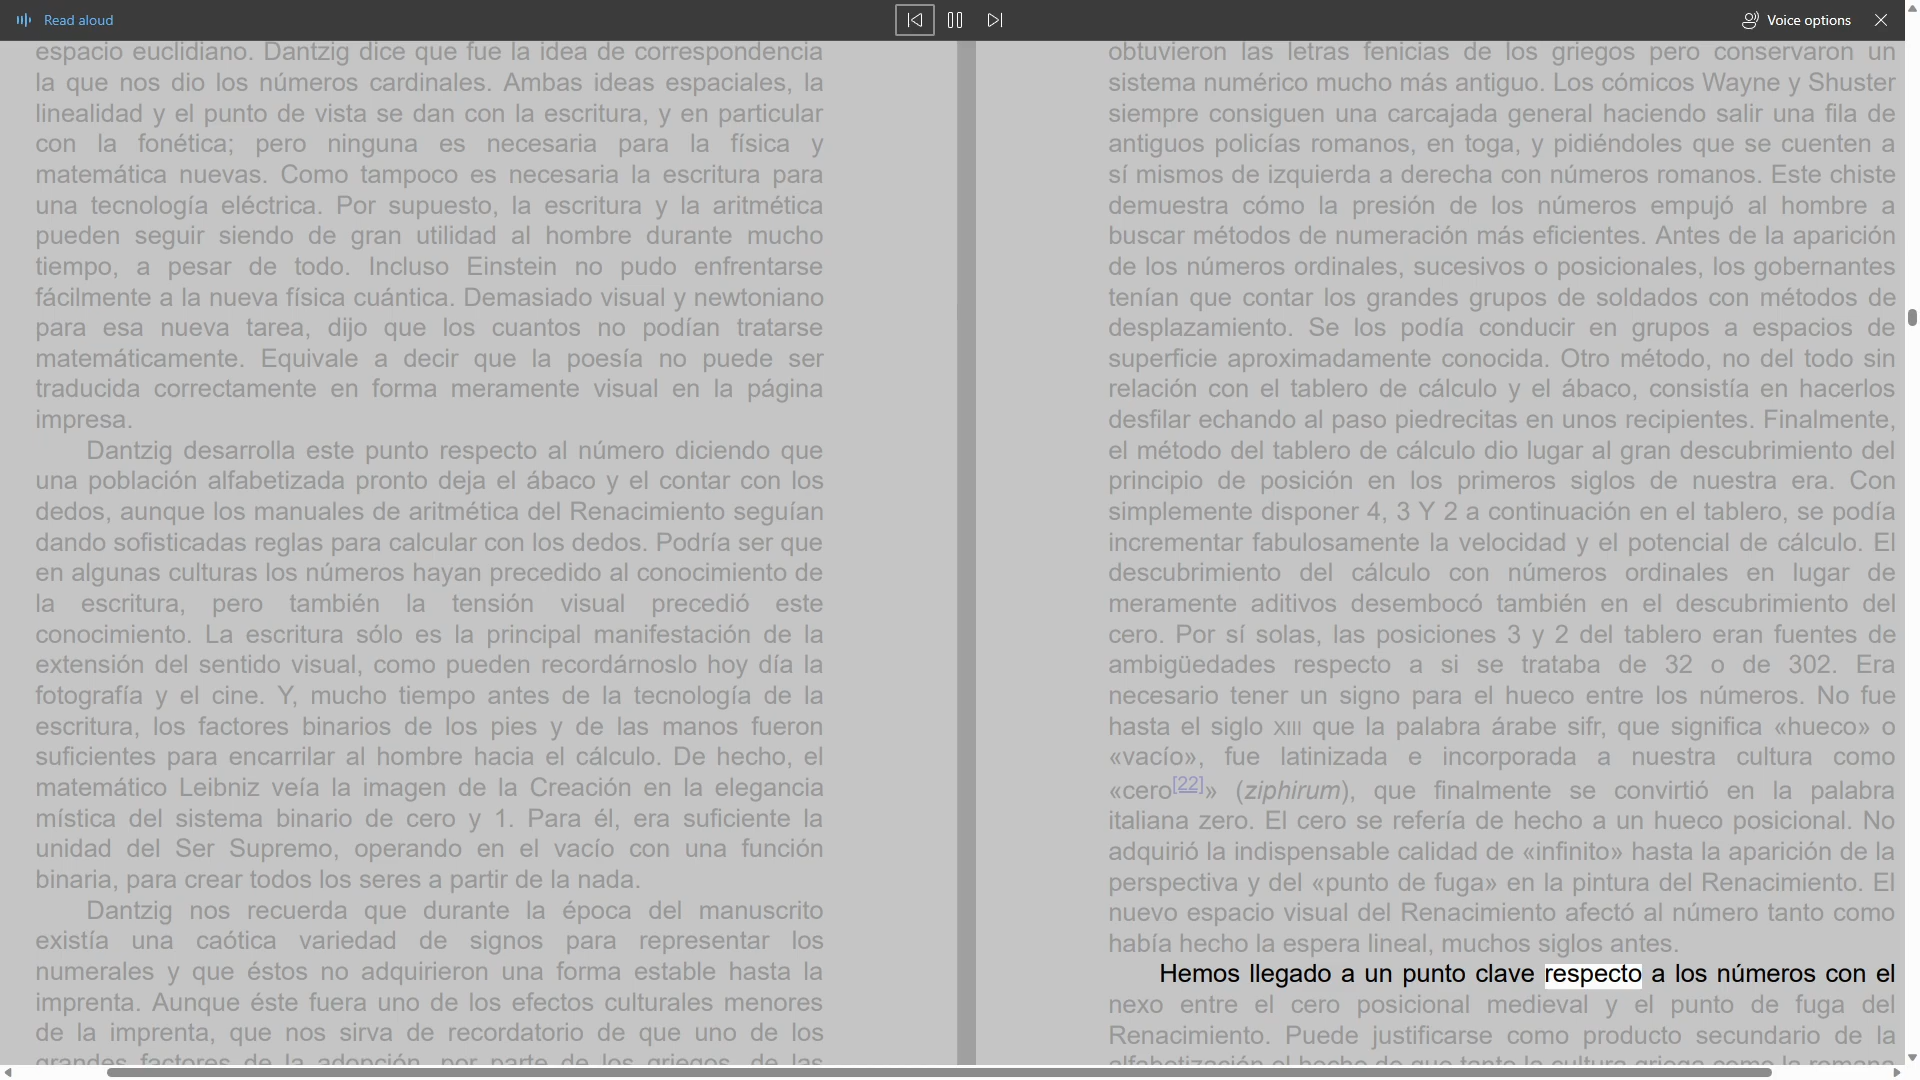 Read aloud
Voice options
espacio euclidiano. Dantzig dice que fue la idea de correspondencia
la que nos dio los números cardinales. Ambas ideas espaciales, la
linealidad y el punto de vista se dan con la escritura, y en particular
con la fonética; pero ninguna es necesaria para la física y
matemática nuevas. Como tampoco es necesaria la escritura para
una tecnología eléctrica. Por supuesto, la escritura y la aritmética
pueden seguir siendo de gran utilidad al hombre durante mucho
tiempo, a pesar de todo. Incluso Einstein no pudo enfrentarse
fácilmente a la nueva física cuántica. Demasiado visual y newtoniano
para esa nueva tarea, dijo que los cuantos no podían tratarse
matemáticamente. Equivale a decir que la poesía no puede ser
traducida correctamente en forma meramente visual en la página
impresa.
Dantzig desarrolla este punto respecto al número diciendo que
una población alfabetizada pronto deja el ábaco y el contar con los
dedos, aunque los manuales de aritmética del Renacimiento seguían
dando sofisticadas reglas para calcular con los dedos. Podría ser que
en algunas culturas los números hayan precedido al conocimiento de
la escritura, pero también la tensión visual precedió este
conocimiento. La escritura sólo es la principal manifestación de la
extensión del sentido visual, como pueden recordárnoslo hoy día la
fotografía y el cine. Y, mucho tiempo antes de la tecnología de la
escritura, los factores binarios de los pies y de las manos fueron
suficientes para encarrilar al hombre hacia el cálculo. De hecho, el
matemático Leibniz veía la imagen de la Creación en la elegancia
mística del sistema binario de cero y 1. Para él, era suficiente la
unidad del Ser Supremo, operando en el vacío con una función
binaria, para crear todos los seres a partir de la nada.
Dantzig nos recuerda que durante la época del manuscrito
existía una caótica variedad de signos para representar los
numerales y que éstos no adquirieron una forma estable hasta la
imprenta. Aunque éste fuera uno de los efectos culturales menores
de la imprenta, que nos sirva de recordatorio de que uno de los
grandes factores de la adopción, por parte de los griegos, de las
obtuvieron las letras fenicias de los griegos pero conservaron un
sistema numérico mucho más antiguo. Los cómicos Wayne y Shuster
siempre consiguen una carcajada general haciendo salir una fila de
antiguos policías romanos, en toga, y pidiéndoles que se cuenten a
sí mismos de izquierda a derecha con números romanos. Este chiste
demuestra cómo la presión de los números empujó al hombre a
buscar métodos de numeración más eficientes. Antes de la aparición
de los números ordinales, sucesivos o posicionales, los gobernantes
tenían que contar los grandes grupos de soldados con métodos de
desplazamiento. Se los podía conducir en grupos a espacios de
superficie aproximadamente conocida. Otro método, no del todo sin
relación con el tablero de cálculo y el ábaco, consistía en hacerlos
desfilar echando al paso piedrecitas en unos recipientes. Finalmente,
el método del tablero de cálculo dio lugar al gran descubrimiento del
principio de posición en los primeros siglos de nuestra era. Con
simplemente disponer 4, 3 Y 2 a continuación en el tablero, se podía
incrementar fabulosamente la velocidad y el potencial de cálculo. El
descubrimiento del cálculo con números ordinales en lugar de
meramente aditivos desembocó también en el descubrimiento del
cero. Por sí solas, las posiciones 3 y 2 del tablero eran fuentes de
ambigüedades respecto a si se trataba de 32 o de 302. Era
necesario tener un signo para el hueco entre los números. No fue
hasta el siglo XIII que la palabra árabe sifr, que significa «hueco» o
«vacío», fue latinizada e incorporada a nuestra cultura como
«cero[22]» (ziphirum), que finalmente se convirtió en la palabra
italiana zero. El cero se refería de hecho a un hueco posicional. No
adquirió la indispensable calidad de «infinito» hasta la aparición de la
perspectiva y del «punto de fuga» en la pintura del Renacimiento. El
nuevo espacio visual del Renacimiento afectó al número tanto como
había hecho la espera lineal, muchos siglos antes.
Hemos llegado a un punto clave respecto a los números con el
nexo entre el cero posicional medieval y el punto de fuga del
Renacimiento. Puede justificarse como producto secundario de la
alfabetización el hecho de que tanto la cultura griega como la romana